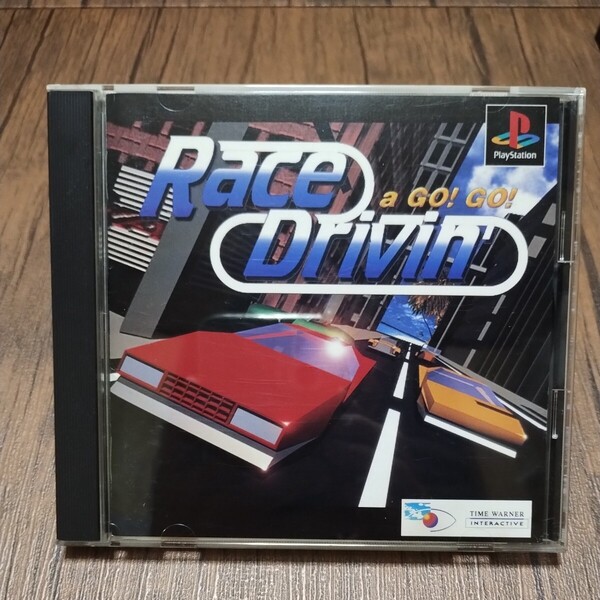 PlayStation
Race
a GO! GO!
Drivin'
TIME WARNER
INTERACTIVE